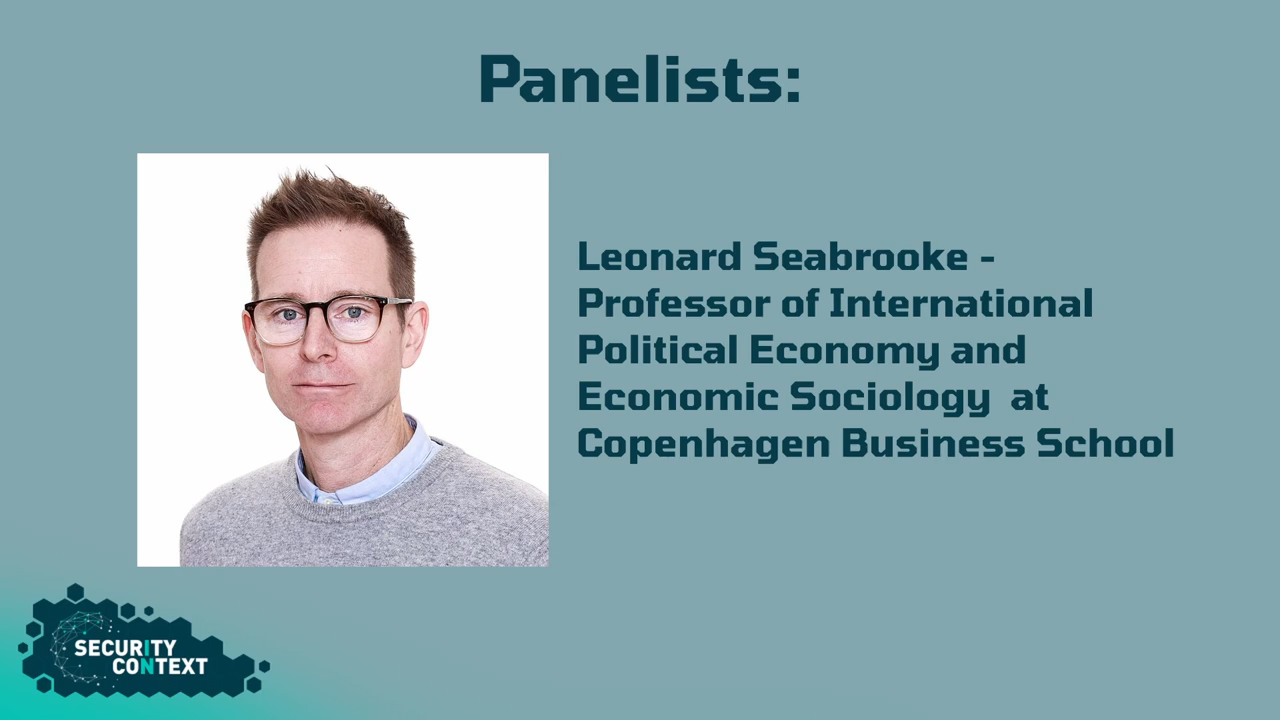 Panelists:
Leonard Seabrooke -
Professor of International
Political Economy and
Economic Sociology at
Copenhagen Business School
SECURITY
CONTEXT